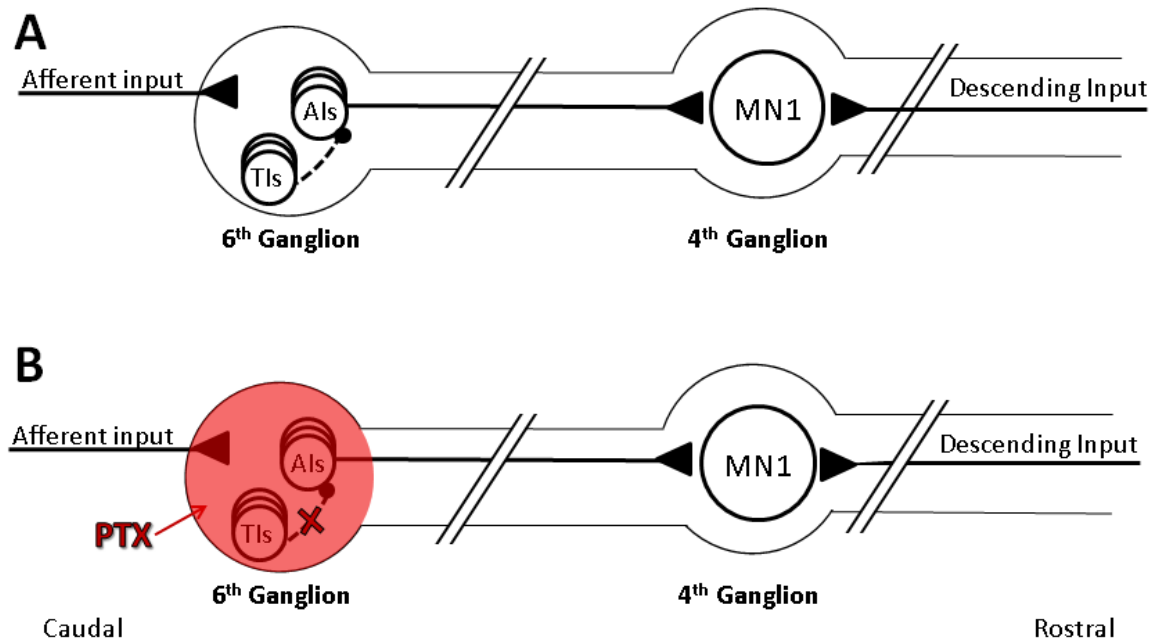 A
Afferent input
AIs
TIs
MN1
Descending Input
6th Ganglion
4th Ganglion
B
Afferent input
AIs
TIs
MN1
Descending Input
PTX
6th Ganglion
4th Ganglion
Caudal
Rostral